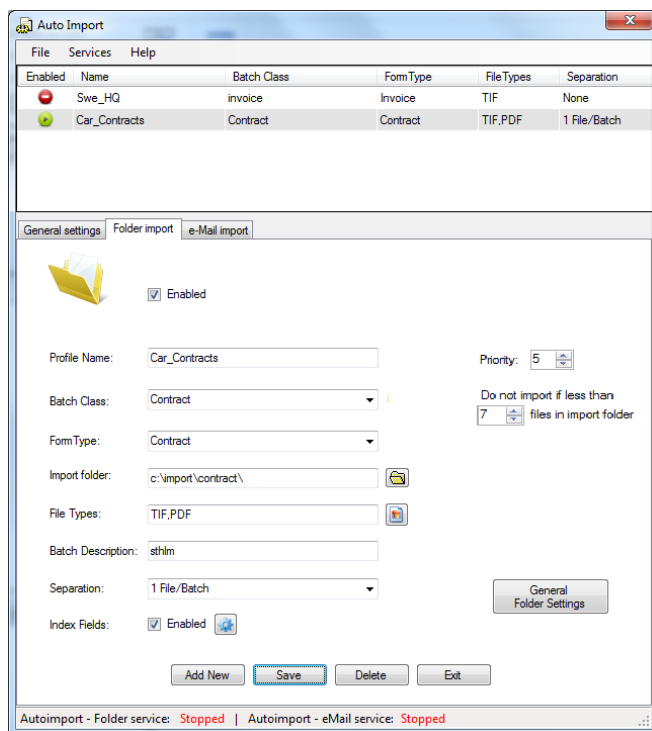 Auto Import
File Services Help
Enabled Name Batch Class FormType FileTypes Separation
Swe_HQ invoice Invoice TIF None
Car_Contracts Contract Contract TIF,PDF 1 File/Batch
General settings Folder import e-Mail import
Enabled
Profile Name: Car_Contracts Priority: 5
Batch Class: Contract Do not import if less than
7 files in import folder
FormType: Contract
Import folder: c:\import\contract\
File Types: TIF,PDF
Batch Description: sthlm
Separation: 1 File/Batch General
Folder Settings
Index Fields: Enabled
Add New Save Delete Exit
Autoimport - Folder service: Stopped | Autoimport - eMail service: Stopped